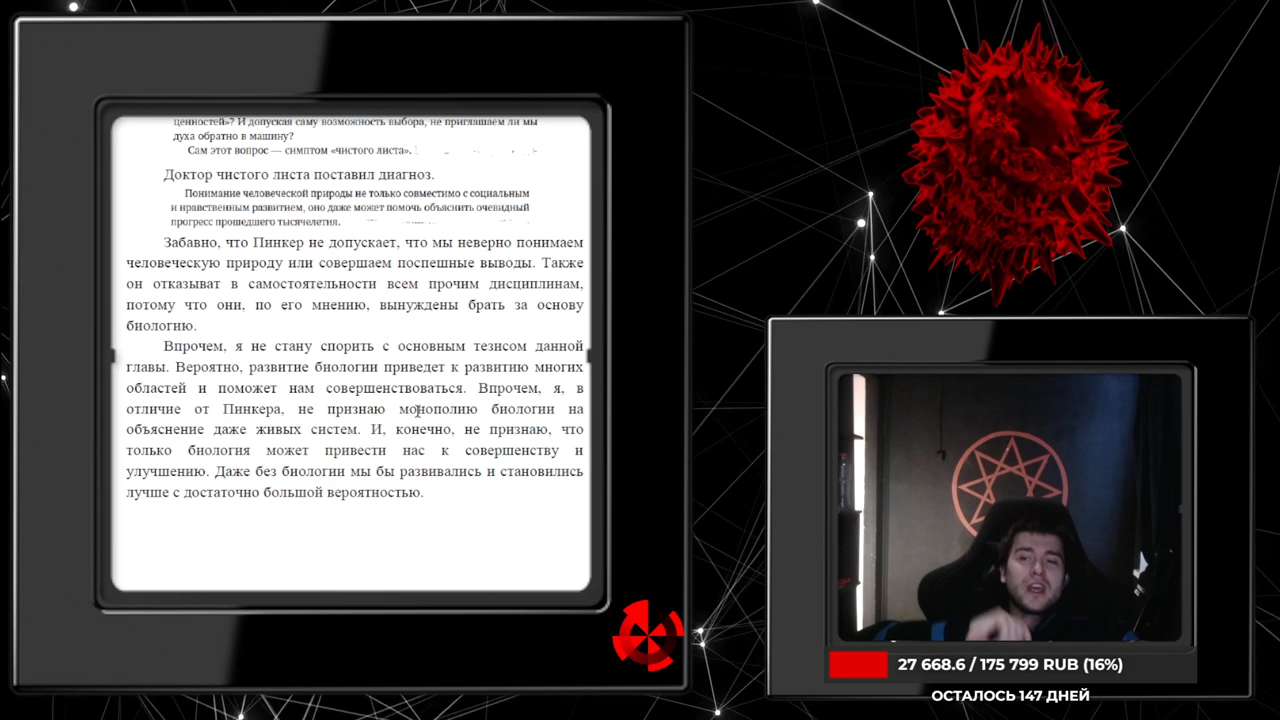 ценностей»? И допуская саму возможность выбора, не приглашаем ли мы
духа обратно в машину?
Сам этот вопрос — симптом «чистого листа».
Доктор чистого листа поставил диагноз.
Понимание человеческой природы не только совместимо с социальным
и нравственным развитием, оно даже может помочь объяснить очевидный
прогресс прошедшего тысячелетия.
Забавно, что Пинкер не допускает, что мы неверно понимаем
человеческую природу или совершаем поспешные выводы. Также
он отказыват в самостоятельности всем прочим дисциплинам,
потому что они, по его мнению, вынуждены брать за основу
биологию.
Впрочем, я не стану спорить с основным тезисом данной
главы. Вероятно, развитие биологии приведет к развитию многих
областей и поможет нам совершенствоваться. Впрочем, я, в
отличие от Пинкера, не признаю монополию биологии на
объяснение даже живых систем. И, конечно, не признаю, что
только биология может привести нас к совершенству и
улучшению. Даже без биологии мы бы развивались и становились
лучше с достаточно большой вероятностью.
27 668.6 / 175 799 RUB (16%)
ОСТАЛОСЬ 147 ДНЕЙ